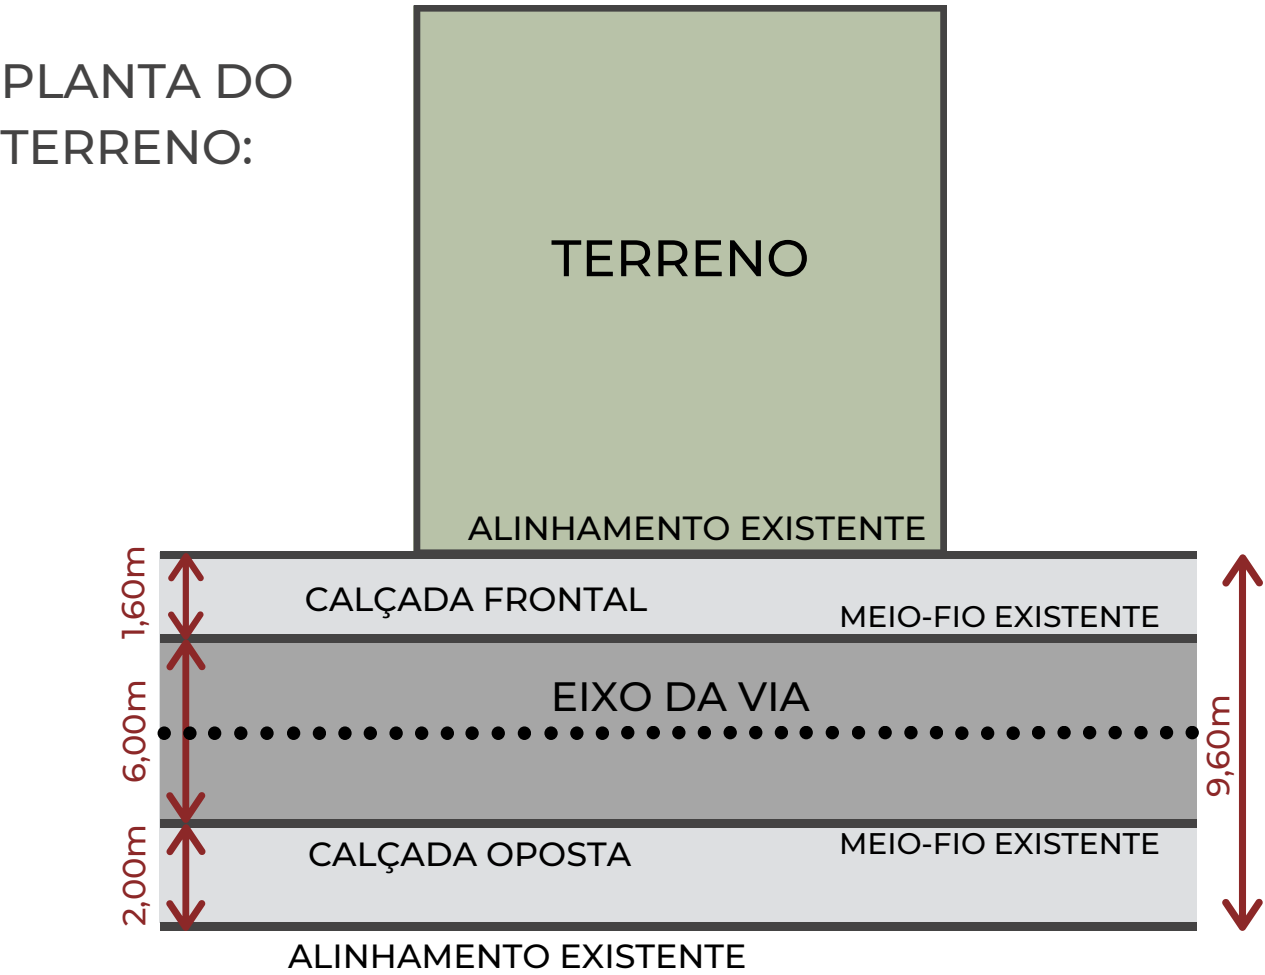 PLANTA DO
TERRENO:
TERRENO
ALINHAMENTO EXISTENTE
1,60m
CALÇADA FRONTAL
MEIO-FIO EXISTENTE
6,00m
EIXO DA VIA
9,60m
2,00m
CALÇADA OPOSTA
MEIO-FIO EXISTENTE
ALINHAMENTO EXISTENTE